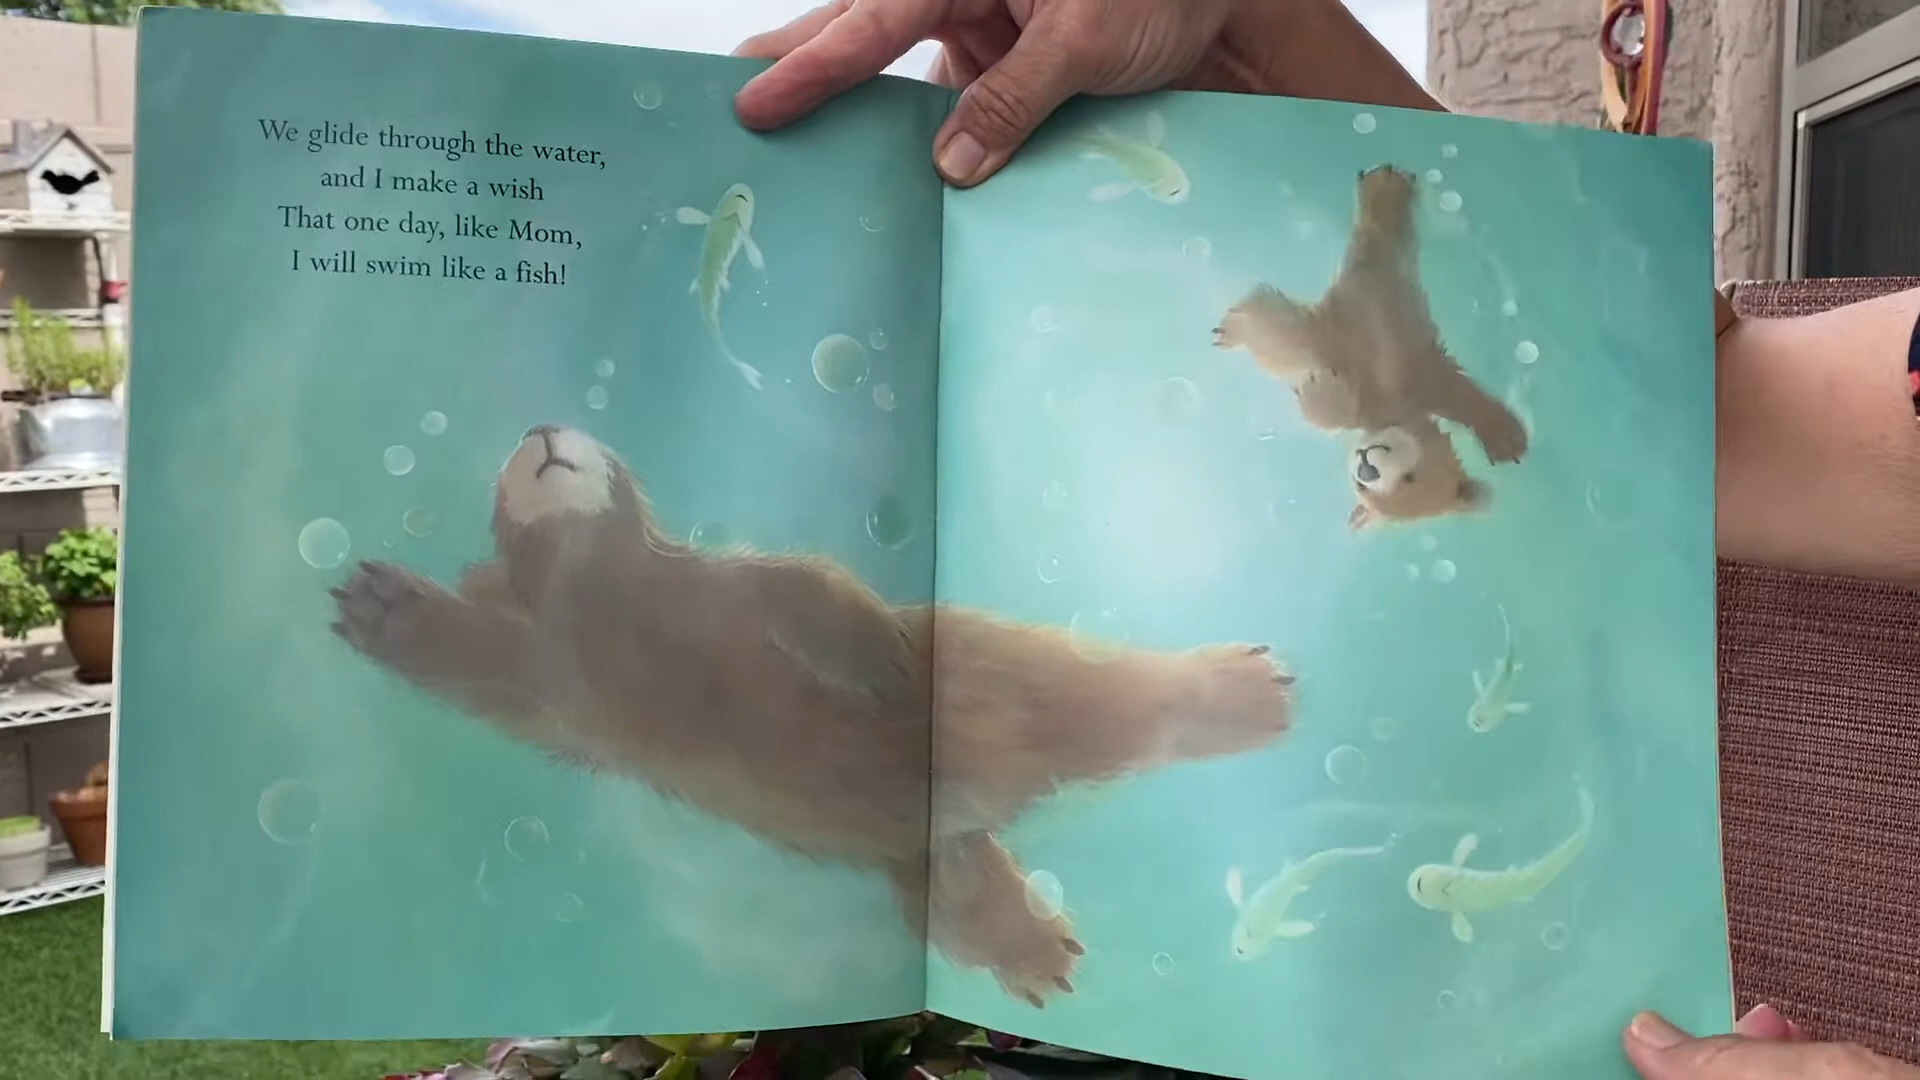 We glide through the water,
and I make a wish
That one day, like Mom,
I will swim like a fish!